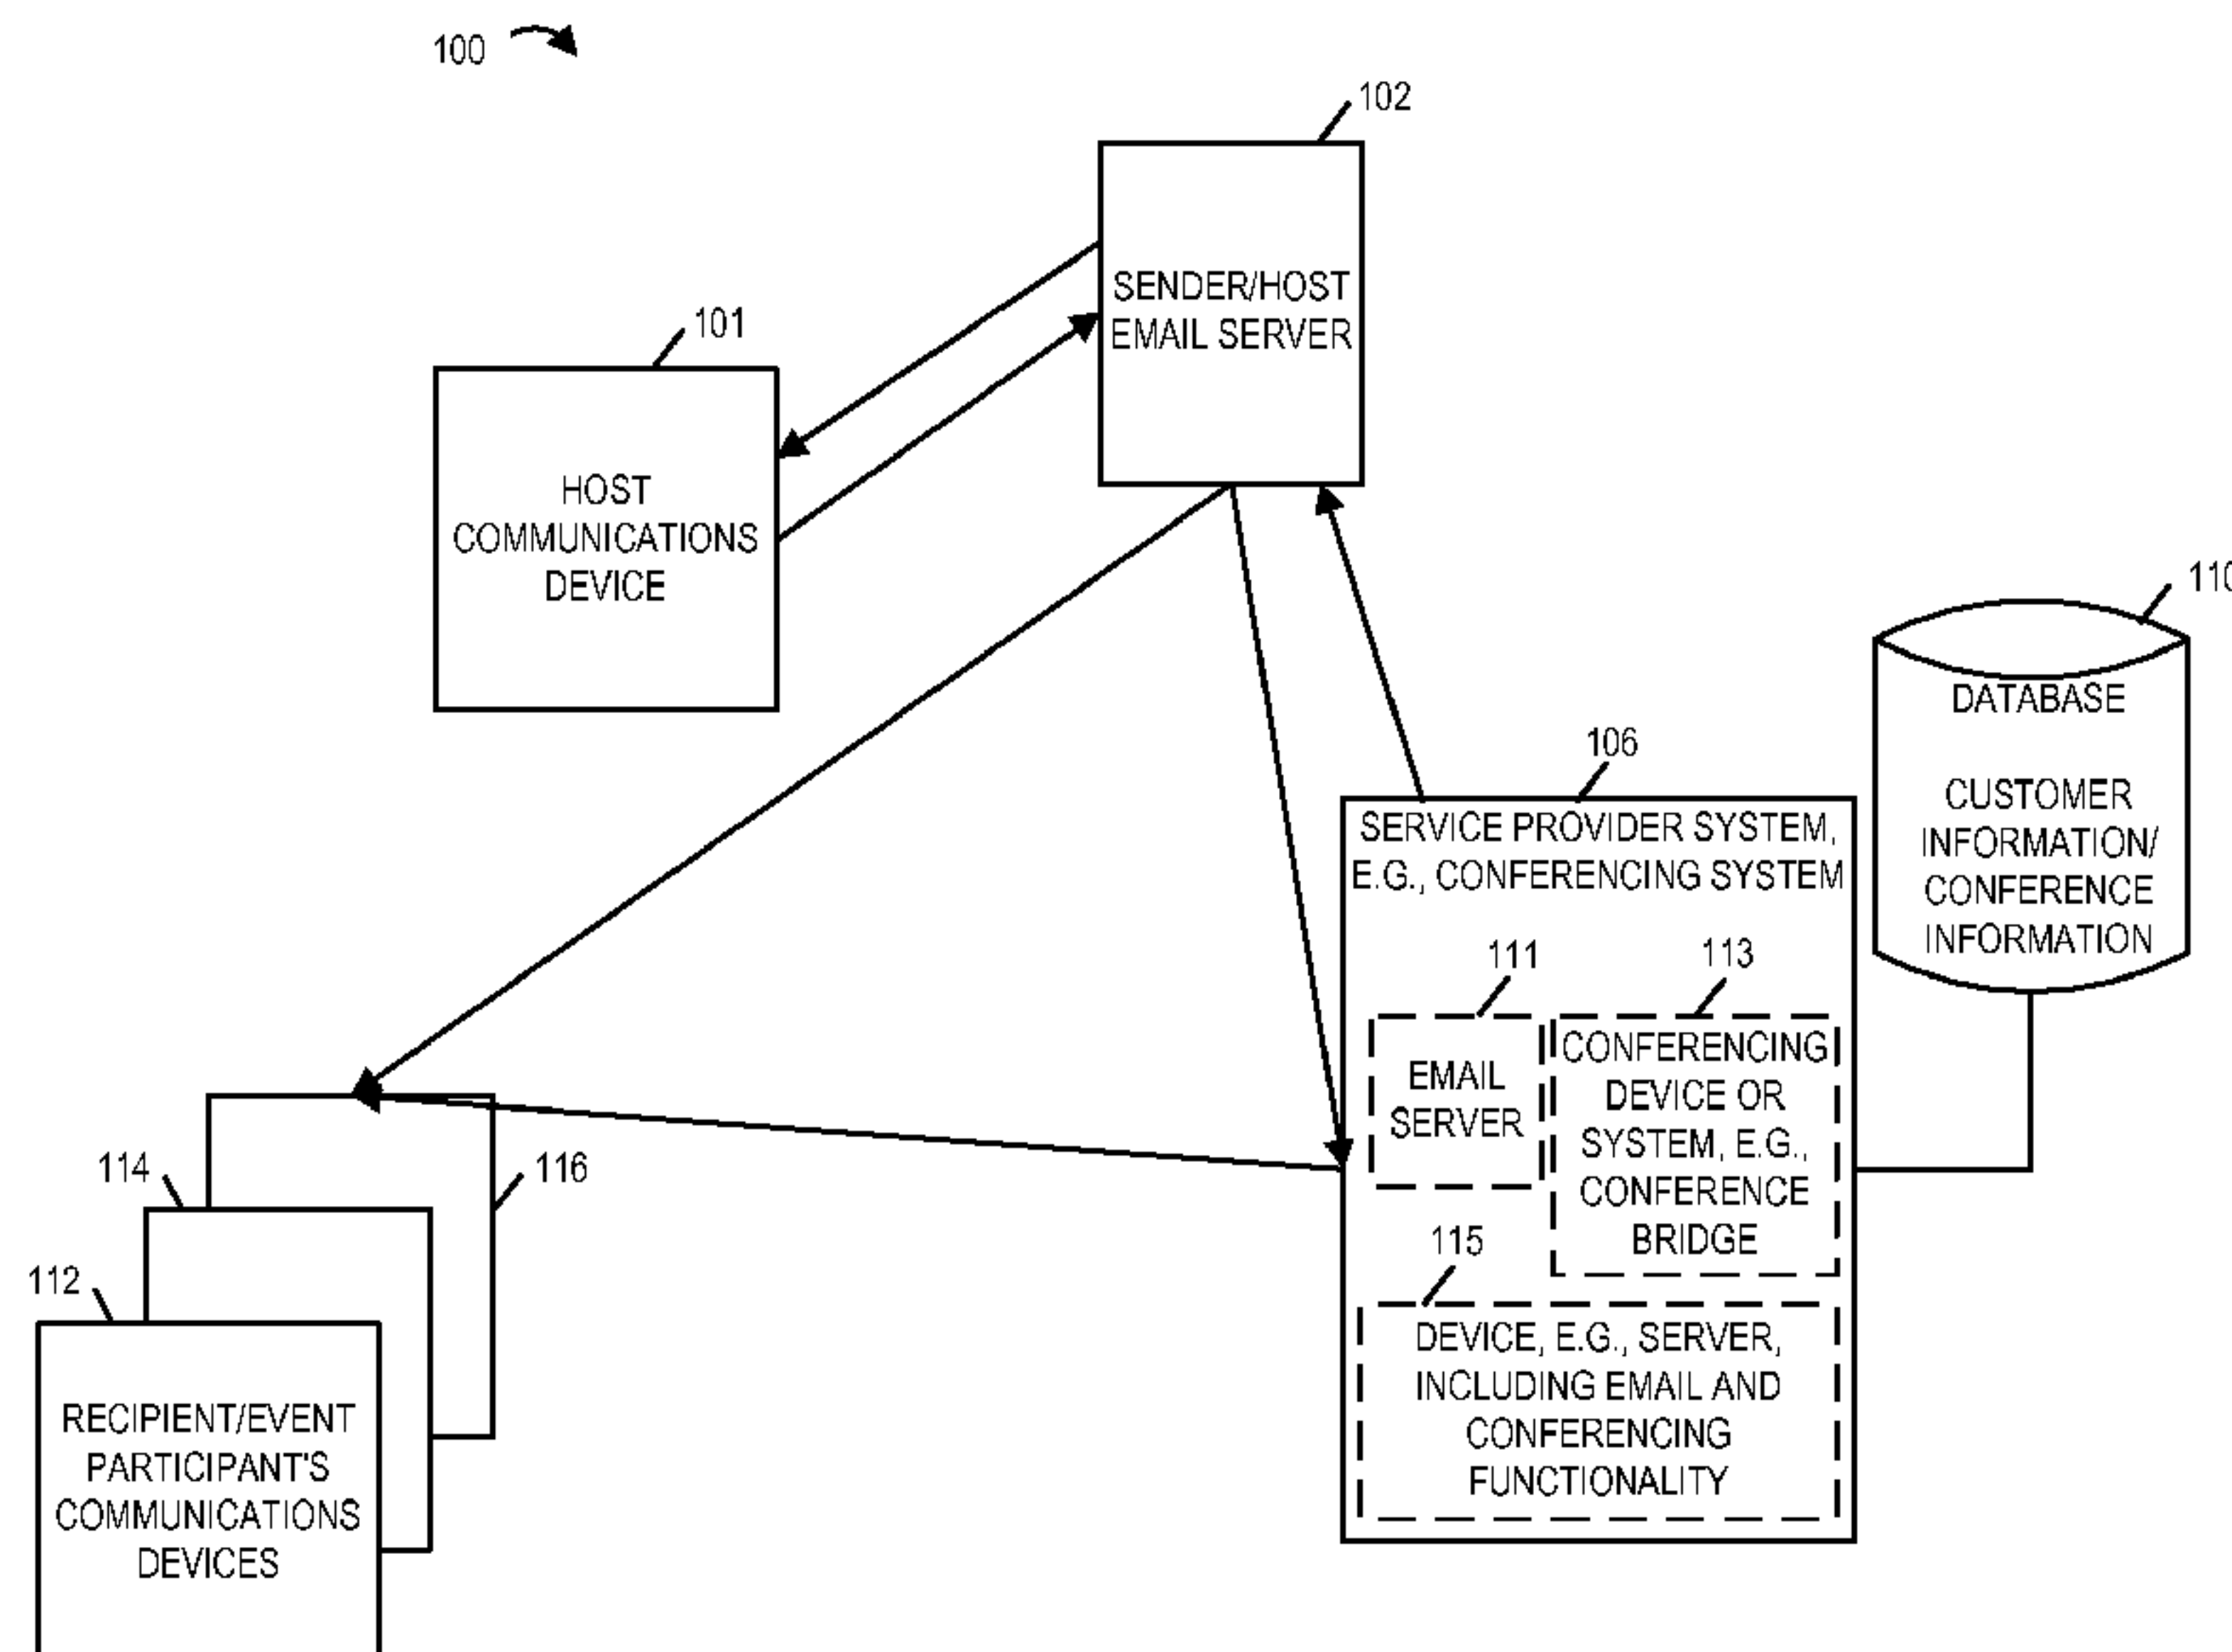 100
102
SENDER/HOST
EMAIL SERVER
101
HOST
COMMUNICATIONS
DEVICE
110
DATABASE
CUSTOMER
INFORMATION/
CONFERENCE
INFORMATION
106
SERVICE PROVIDER SYSTEM,
E.G., CONFERENCING SYSTEM
111
EMAIL
SERVER
113
CONFERENCING
DEVICE OR
SYSTEM, E.G.,
CONFERENCE
BRIDGE
115
DEVICE, E.G., SERVER,
INCLUDING EMAIL AND
CONFERENCING
FUNCTIONALITY
116
114
112
RECIPIENT/EVENT
PARTICIPANT'S
COMMUNICATIONS
DEVICES